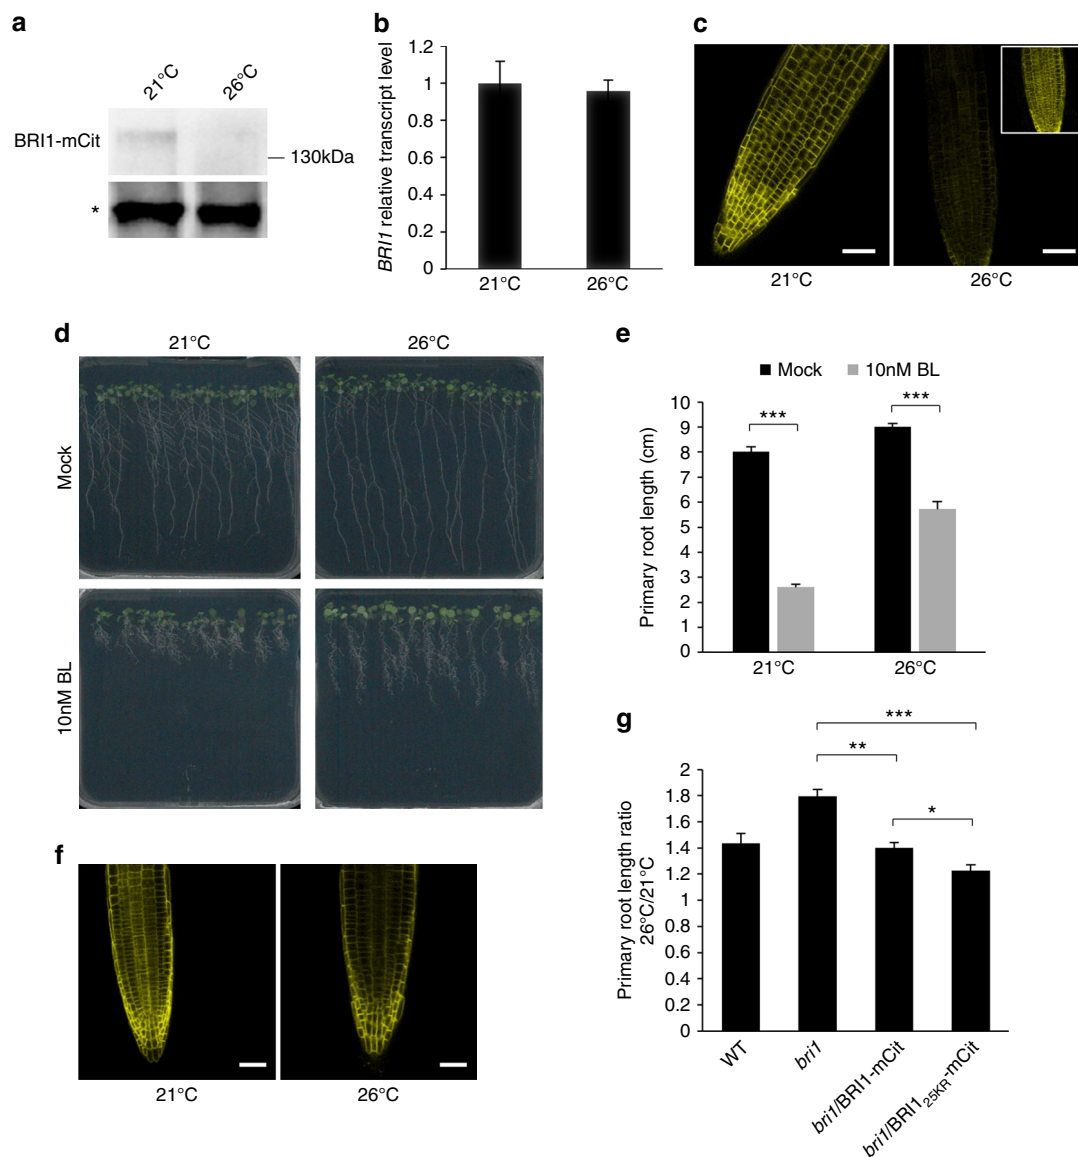 a
21°C 26°C
BRI1-mCit
130kDa
*
b
BRI1 relative transcript level
1.2
1
0.8
0.6
0.4
0.2
0
21°C 26°C
c
21°C 26°C
d
21°C 26°C
Mock
10nM BL
e
Mock 10nM BL
Primary root length (cm)
10
9
8
7
6
5
4
3
2
1
0
*** ***
21°C 26°C
f
21°C 26°C
g
Primary root length ratio
26°C/21°C
2
1.8
1.6
1.4
1.2
1
0.8
0.6
0.4
0.2
0
***
**
*
WT
bri1
bri1/BRI1-mCit
bri1/BRI125KR-mCit